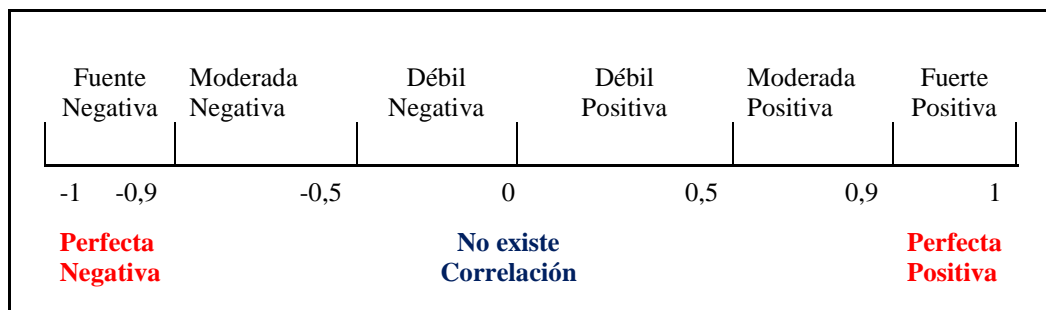 Fuente Moderada Débil Débil Moderada Fuerte
Negativa Negativa Negativa Positiva Positiva Positiva
-1 -0,9 -0,5 0 0,5 0,9 1
Perfecta No existe Perfecta
Negativa Correlación Positiva